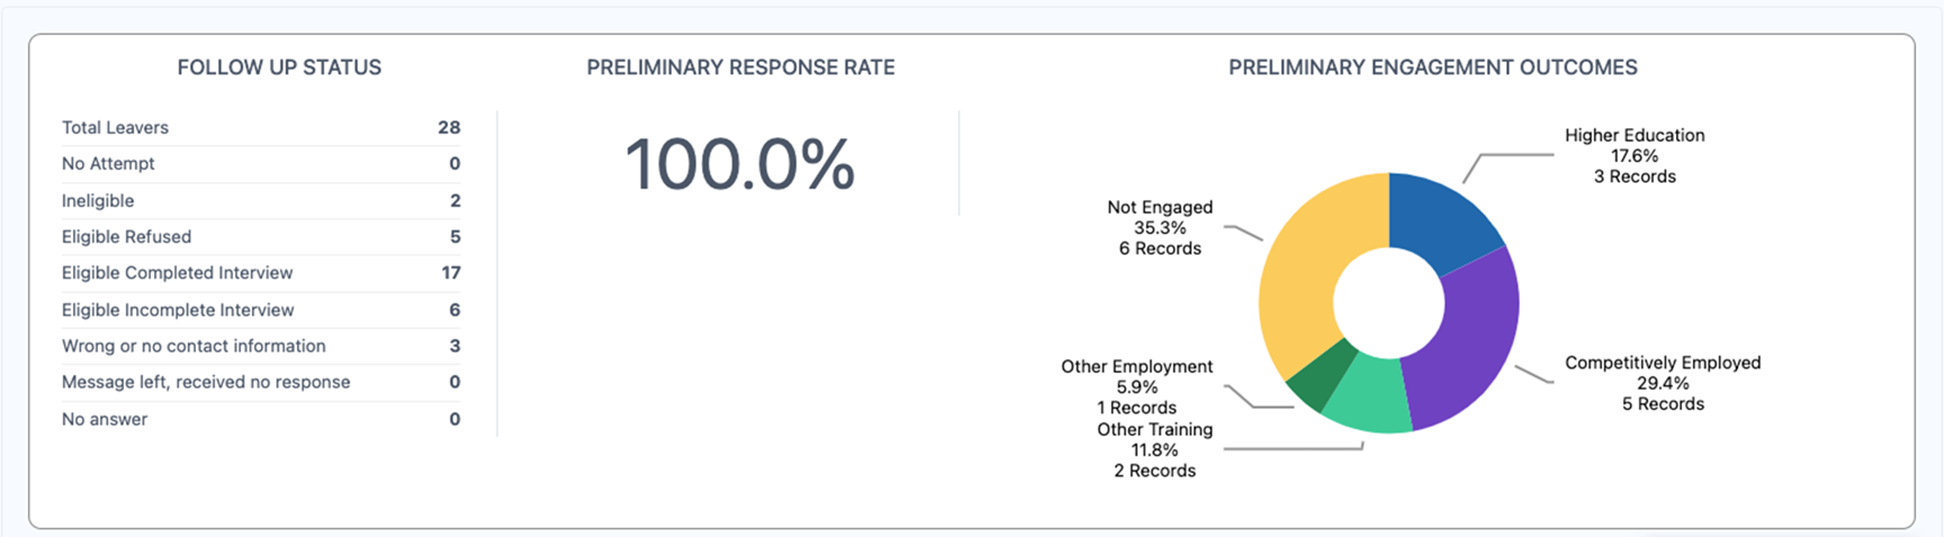 FOLLOW UP STATUS
Total Leavers 28
No Attempt 0
Ineligible 2
Eligible Refused 5
Eligible Completed Interview 17
Eligible Incomplete Interview 6
Wrong or no contact information 3
Message left, received no response 0
No answer 0
PRELIMINARY RESPONSE RATE
100.0%
PRELIMINARY ENGAGEMENT OUTCOMES
Higher Education
17.6%
3 Records
Not Engaged
35.3%
6 Records
Competitively Employed
29.4%
5 Records
Other Employment
5.9%
1 Records
Other Training
11.8%
2 Records